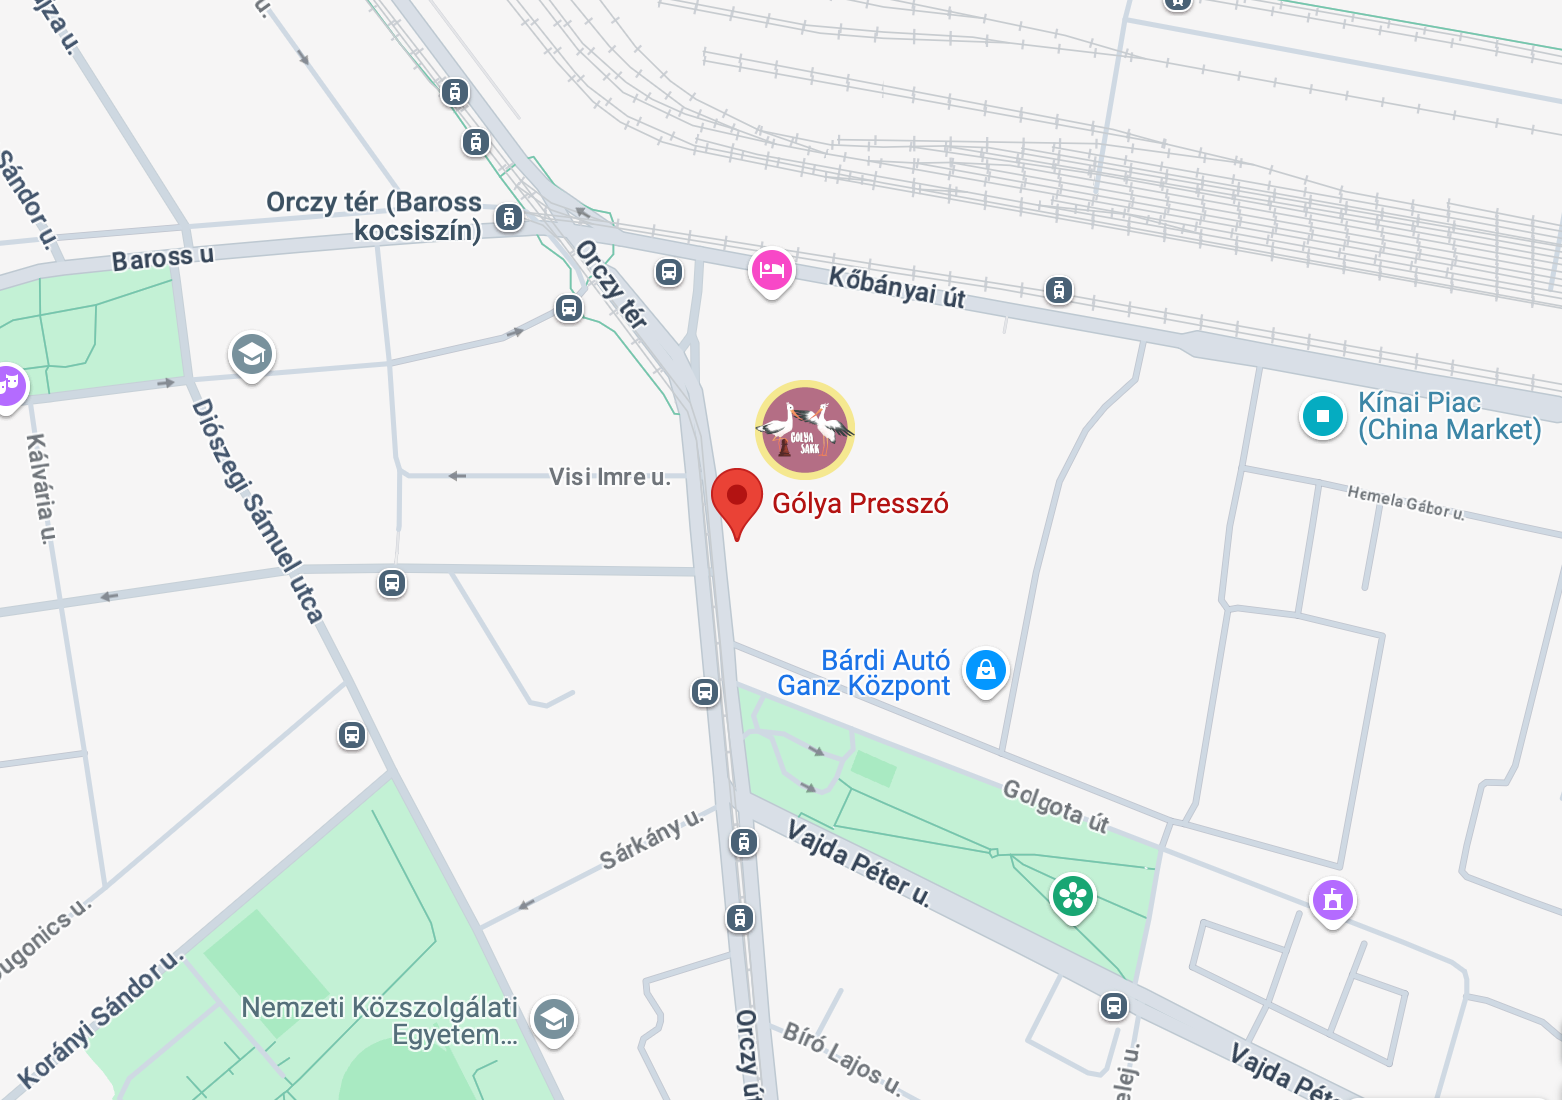 u.
Sándor u.
Orczy tér (Baross
kocsiszín)
Baross u
Orczy tér
Kőbányai út
Kínai Piac
(China Market)
Kálvária u.
Diószegi Sámuel utca
Visi Imre u.
GÓLYA
SAKK
Gólya Presszó
Hemela Gábor u.
Bárdi Autó
Ganz Központ
Golgota út
Sárkány u.
Vajda Péter u.
Korányi Sándor u.
Nemzeti Közszolgálati
Egyetem...
Orczy út
Bíró Lajos u.
Vajda Péter